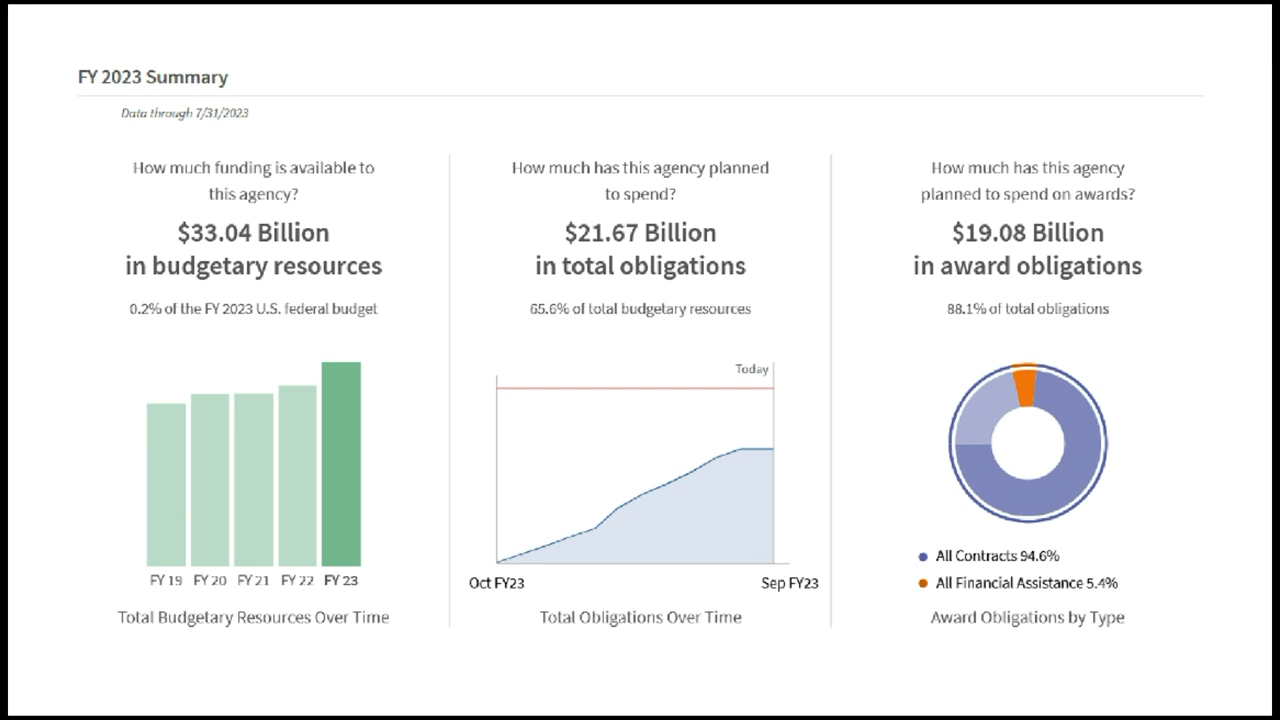 FY 2023 Summary
Data through 7/31/2023
How much funding is available to
this agency?
$33.04 Billion
in budgetary resources
0.2% of the FY 2023 U.S. federal budget
FY 19 FY 20 FY 21 FY 22 FY 23
Total Budgetary Resources Over Time
How much has this agency planned
to spend?
$21.67 Billion
in total obligations
65.6% of total budgetary resources
Today
Oct FY23 Sep FY23
Total Obligations Over Time
How much has this agency
planned to spend on awards?
$19.08 Billion
in award obligations
88.1% of total obligations
All Contracts 94.6%
All Financial Assistance 5.4%
Award Obligations by Type